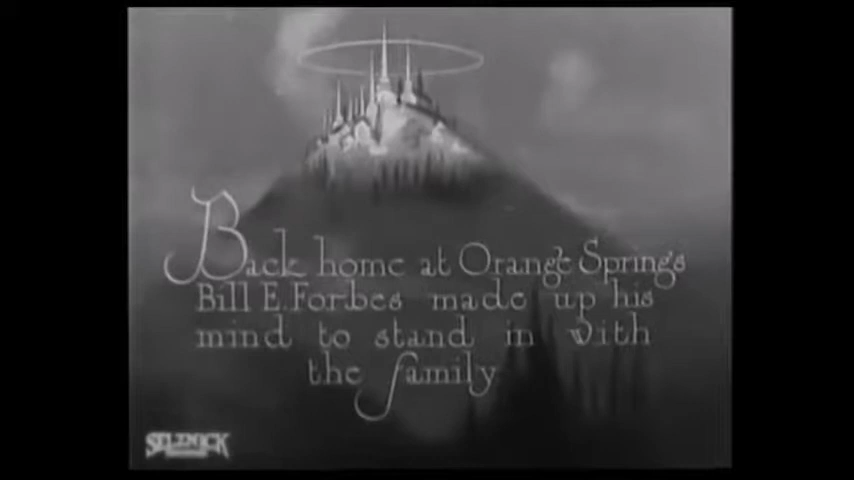 Back home at Orange Springs
Bill E. Forbes made up his
mind to stand in with
the family
SELZNICK